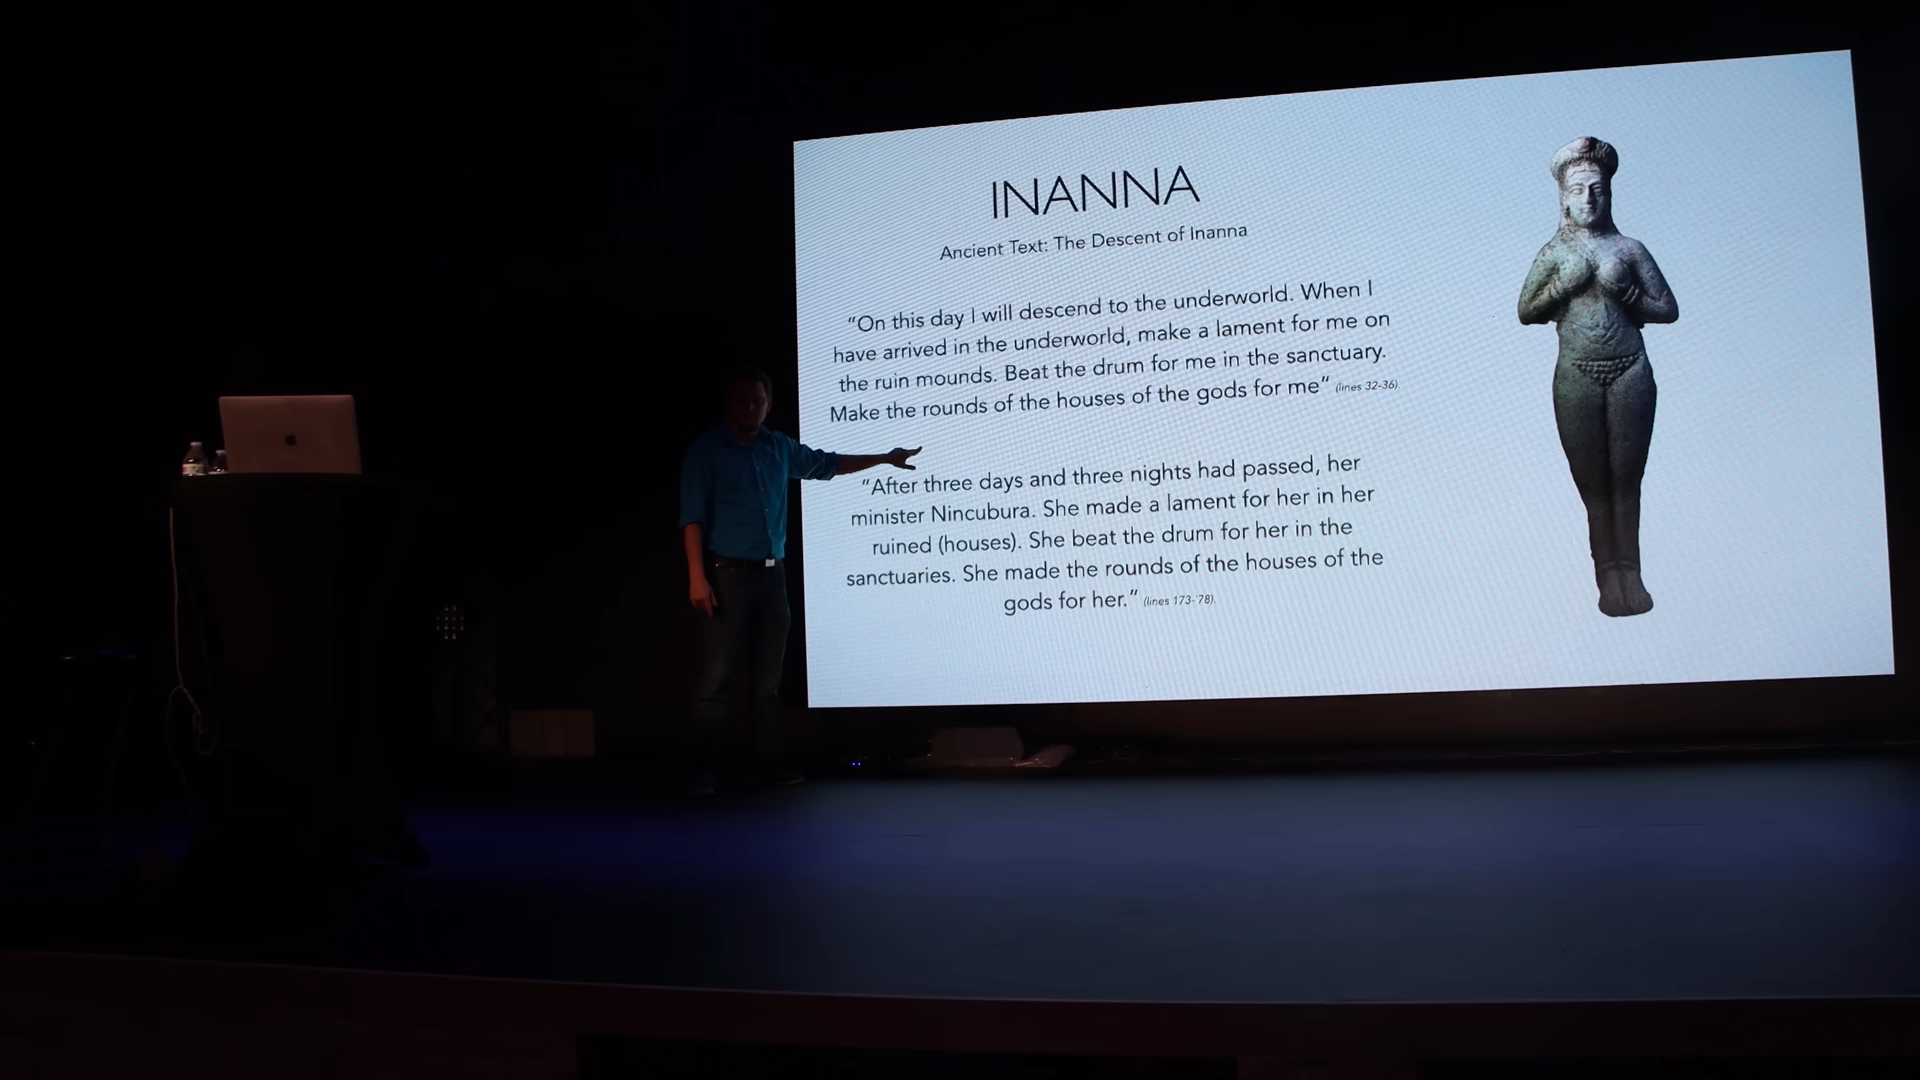 INANNA
Ancient Text: The Descent of Inanna
“On this day I will descend to the underworld. When I
have arrived in the underworld, make a lament for me on
the ruin mounds. Beat the drum for me in the sanctuary.
Make the rounds of the houses of the gods for me” (lines 32-36)
“After three days and three nights had passed, her
minister Nincubura. She made a lament for her in her
ruined (houses). She beat the drum for her in the
sanctuaries. She made the rounds of the houses of the
gods for her.” (lines 173-'78).